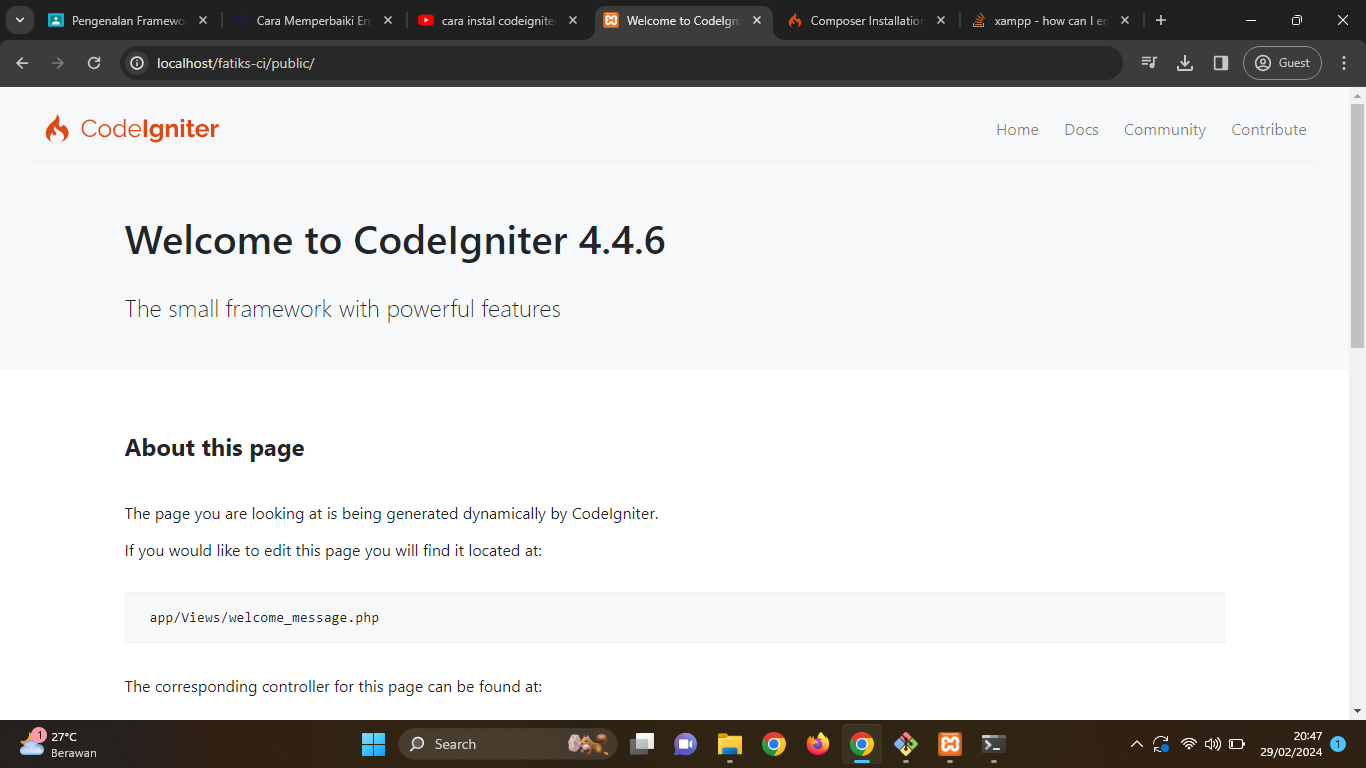 Pengenalan Framewo
Cara Memperbaiki Er
cara instal codeignite
Welcome to CodeIgn
Composer Installation
xampp - how can I en
localhost/fatiks-ci/public/
Guest
CodeIgniter
Home
Docs
Community
Contribute
Welcome to CodeIgniter 4.4.6
The small framework with powerful features
About this page
The page you are looking at is being generated dynamically by CodeIgniter.
If you would like to edit this page you will find it located at:
app/Views/welcome_message.php
The corresponding controller for this page can be found at:
1
27°C
Berawan
Search
20:47
29/02/2024
1